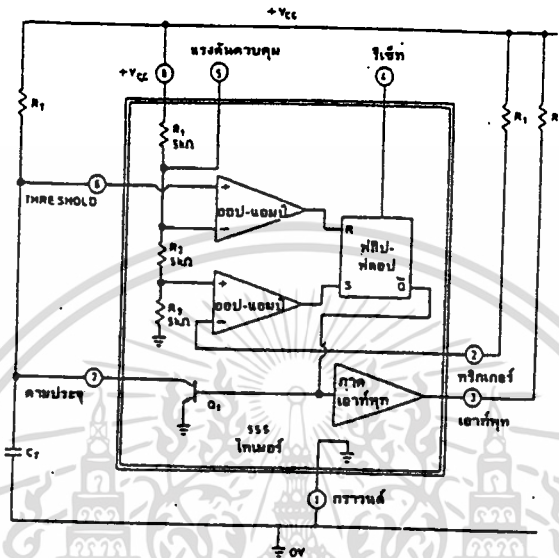 +Vcc
แรงดันควบคุม
รีเซ็ท
+Vcc
8
5
4
RT
R1
5kΩ
R1
R
6
THRESHOLD
+
ออป-แอมป์
-
R
ฟลิป-
ฟลอป
R2
5kΩ
S
Q̅
+
ออป-แอมป์
-
R3
5kΩ
2
ทริกเกอร์
คายประจุ
7
ภาค
เอาท์พุท
3
เอาท์พุท
555
ไทเมอร์
CT
1
กราวนด์
0V